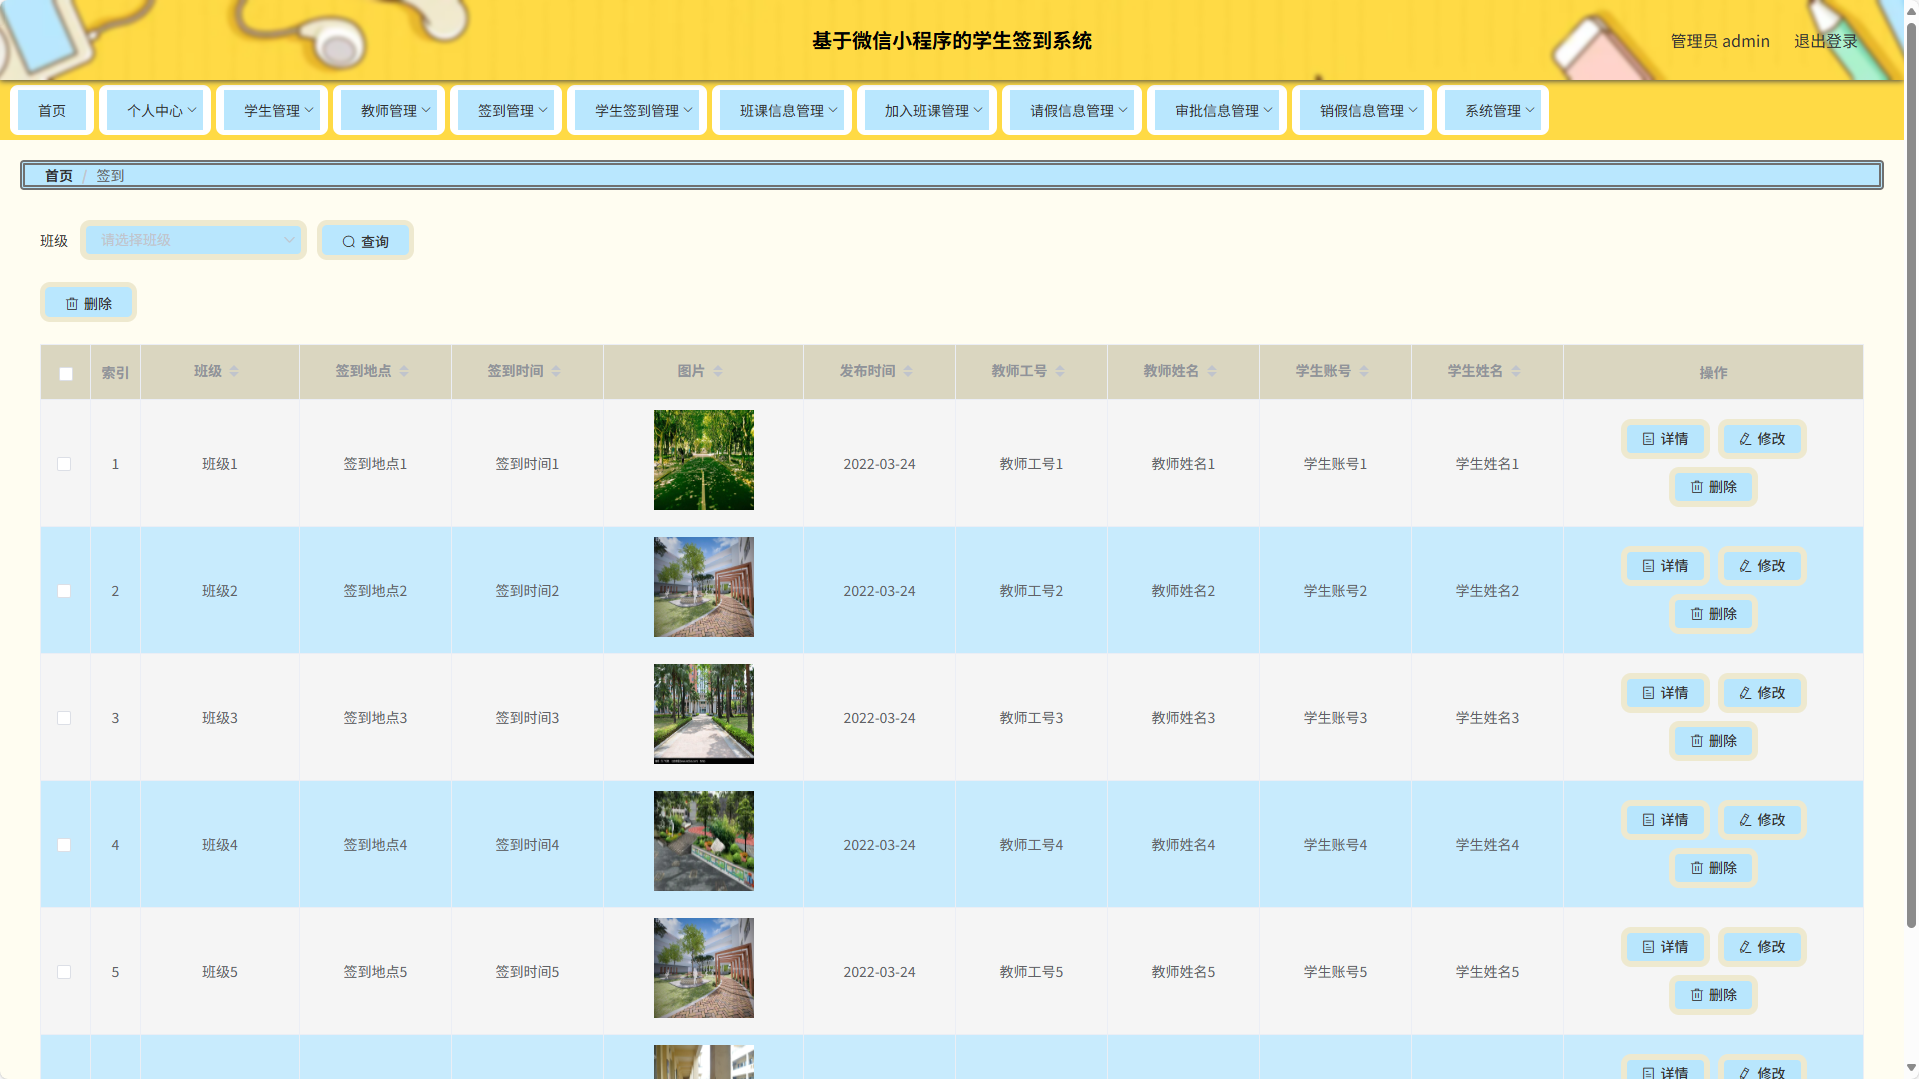 基于微信小程序的学生签到系统
管理员 admin 退出登录
首页 个人中心 学生管理 教师管理 签到管理 学生签到管理 班课信息管理 加入班课管理 请假信息管理 审批信息管理 销假信息管理 系统管理
首页 / 签到
班级 请选择班级 查询
删除
索引 班级 签到地点 签到时间 图片 发布时间 教师工号 教师姓名 学生账号 学生姓名 操作
1 班级1 签到地点1 签到时间1 2022-03-24 教师工号1 教师姓名1 学生账号1 学生姓名1 详情 修改
删除
2 班级2 签到地点2 签到时间2 2022-03-24 教师工号2 教师姓名2 学生账号2 学生姓名2 详情 修改
删除
3 班级3 签到地点3 签到时间3 2022-03-24 教师工号3 教师姓名3 学生账号3 学生姓名3 详情 修改
删除
4 班级4 签到地点4 签到时间4 2022-03-24 教师工号4 教师姓名4 学生账号4 学生姓名4 详情 修改
删除
5 班级5 签到地点5 签到时间5 2022-03-24 教师工号5 教师姓名5 学生账号5 学生姓名5 详情 修改
删除
详情 修改